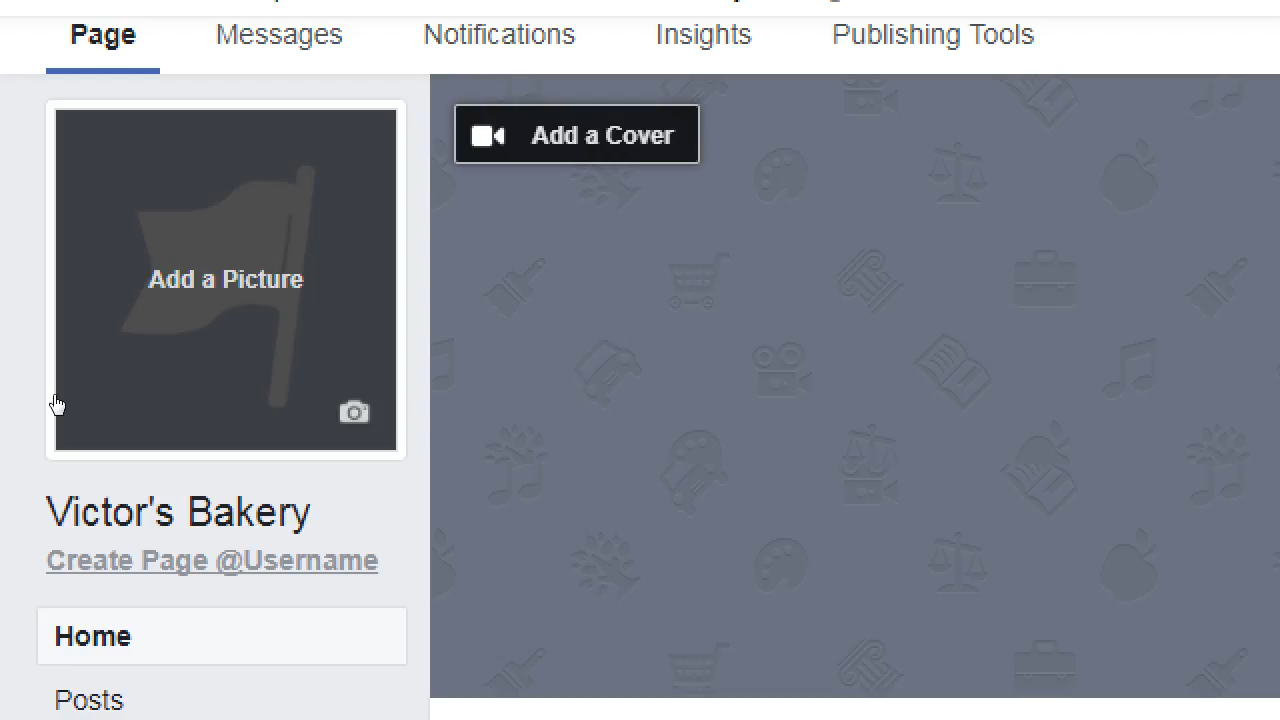 Page Messages Notifications Insights Publishing Tools
Add a Cover
Add a Picture
Victor's Bakery
Create Page @Username
Home
Posts